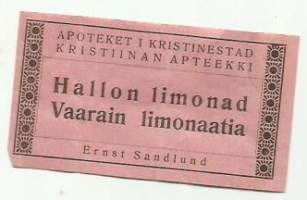 APOTEKET I KRISTINESTAD
KRISTIINAN APTEEKKI
Hallon limonad
Vaarain limonaatia
Ernst Sandlund